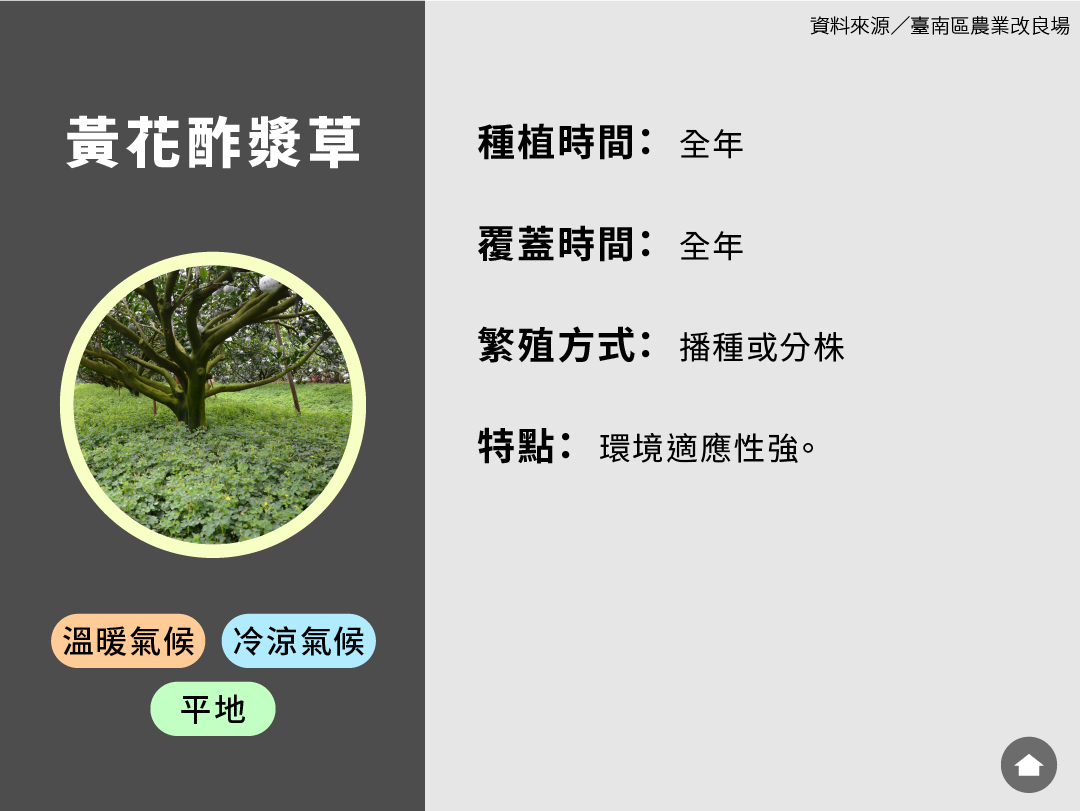 資料來源／臺南區農業改良場
黃花酢漿草
種植時間：全年
覆蓋時間：全年
繁殖方式：播種或分株
特點：環境適應性強。
溫暖氣候
冷涼氣候
平地